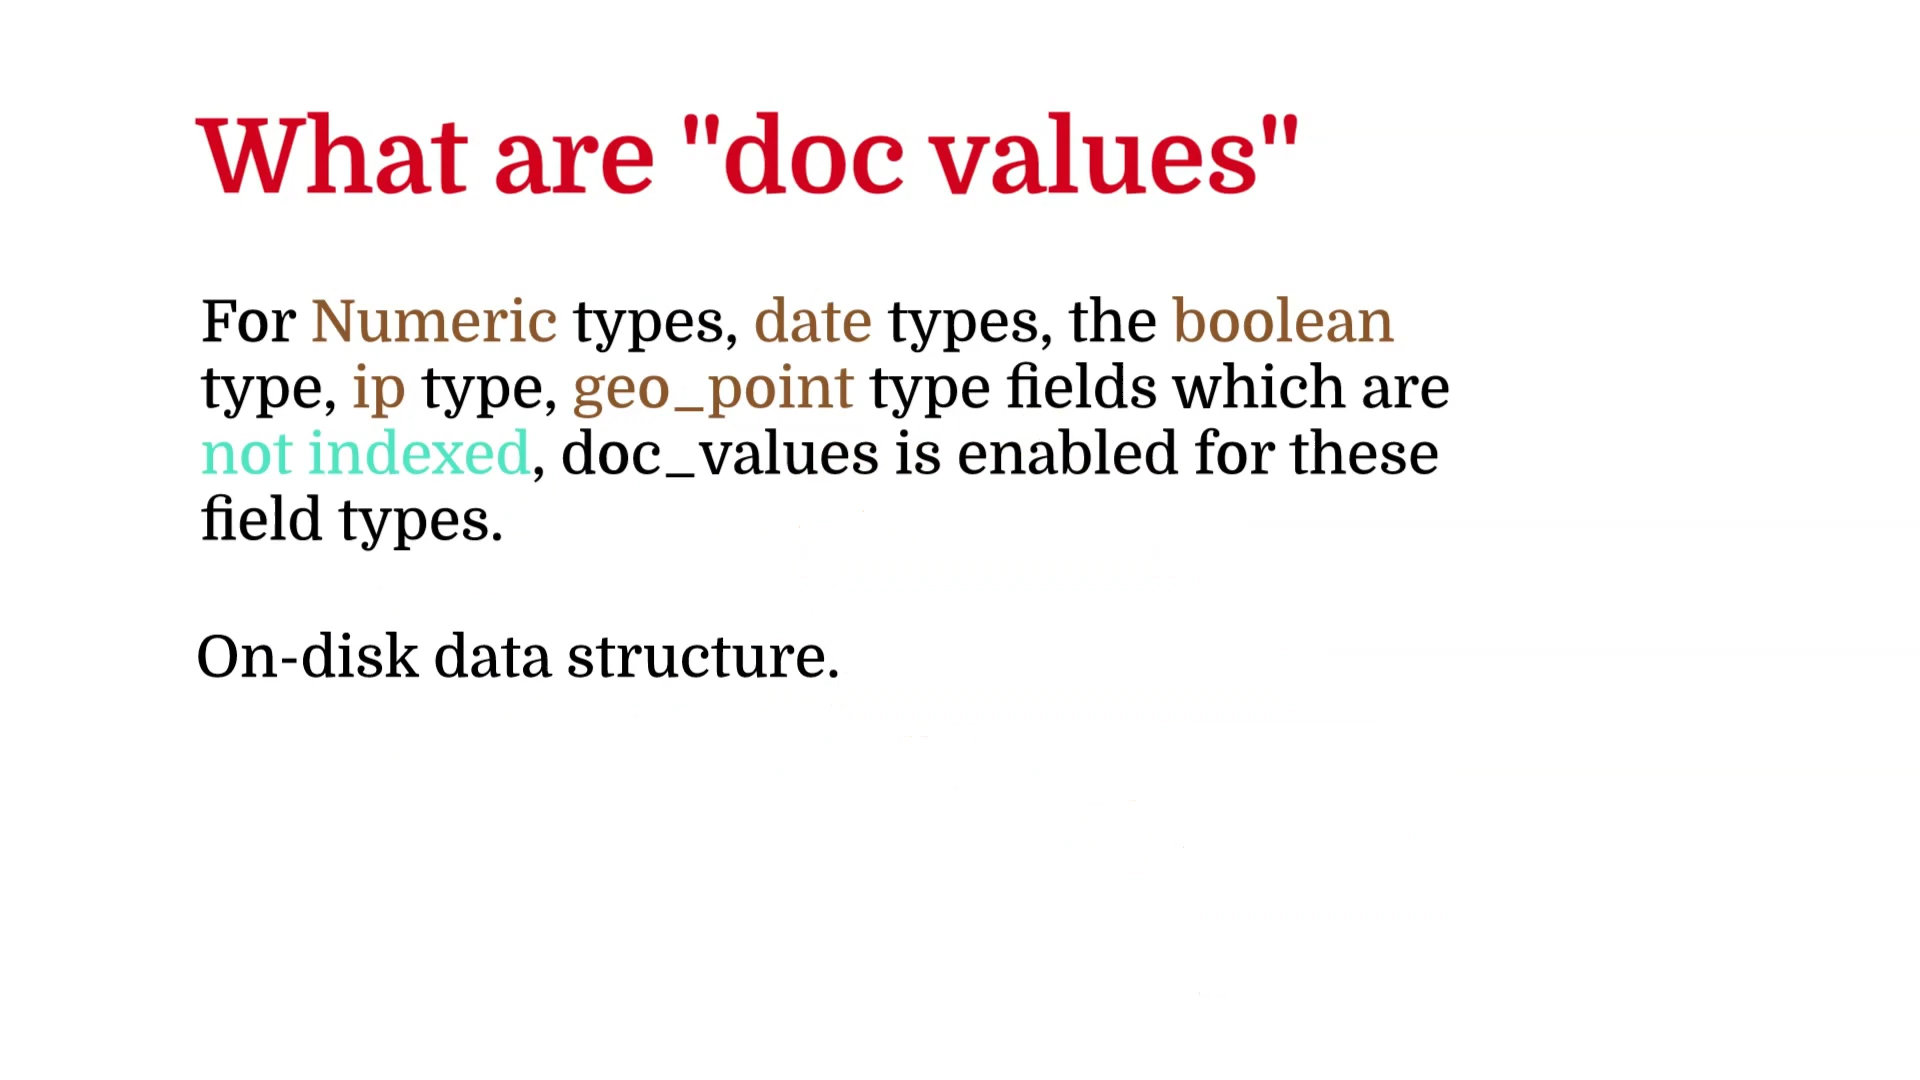 What are "doc values"
For Numeric types, date types, the boolean
type, ip type, geo_point type fields which are
not indexed, doc_values is enabled for these
field types.
On-disk data structure.